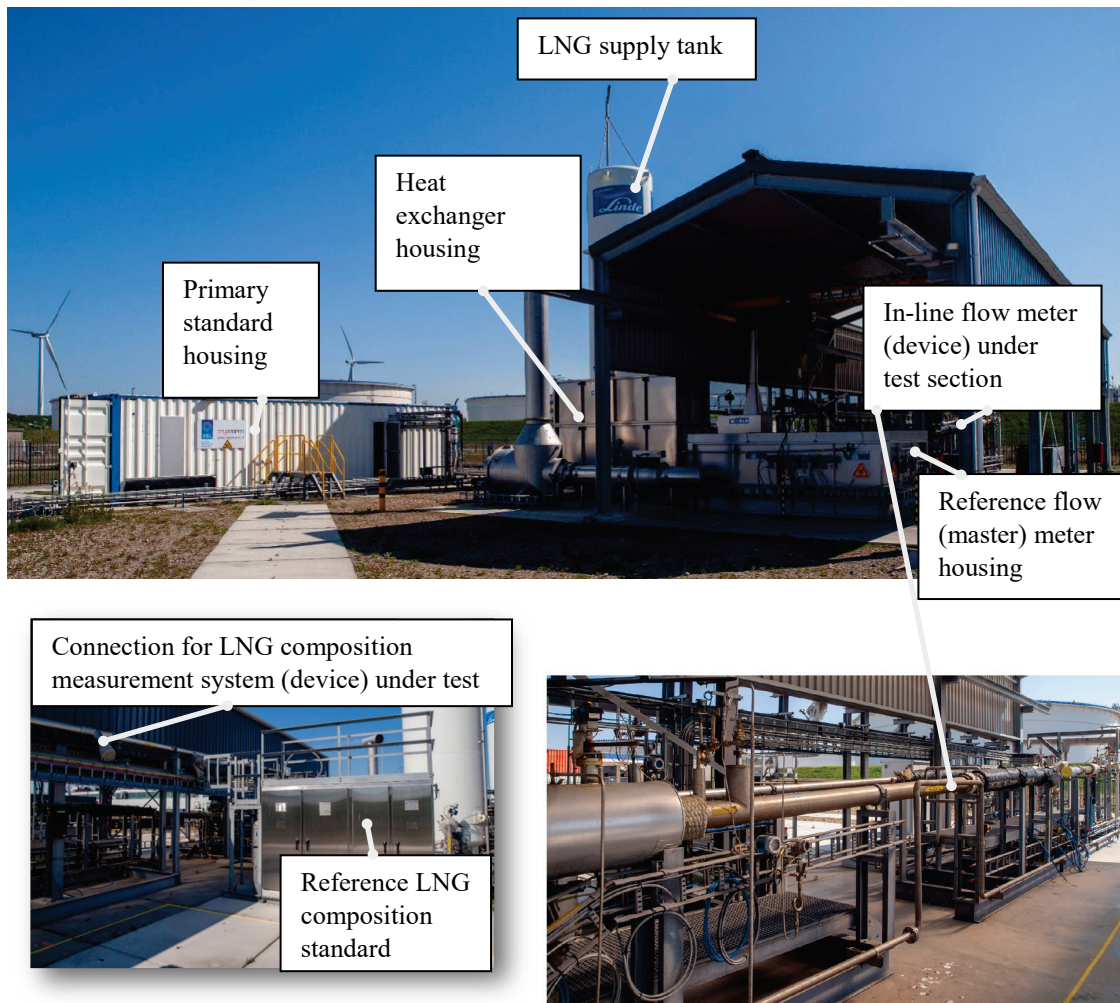 LNG supply tank
Heat
exchanger
housing
Linde
Primary
standard
housing
In-line flow meter
(device) under
test section
Reference flow
(master) meter
housing
Connection for LNG composition
measurement system (device) under test
Reference LNG
composition
standard